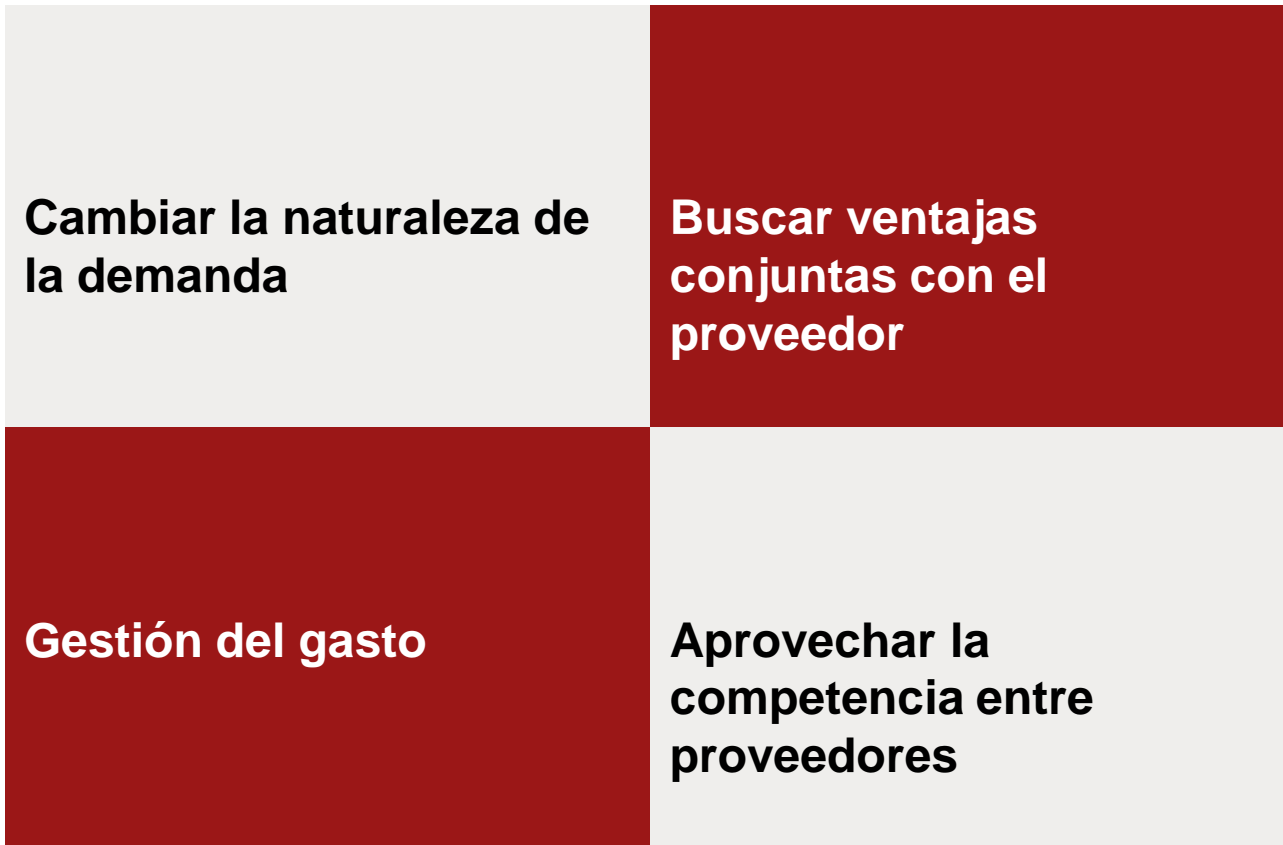 Cambiar la naturaleza de
la demanda
Buscar ventajas
conjuntas con el
proveedor
Gestión del gasto
Aprovechar la
competencia entre
proveedores